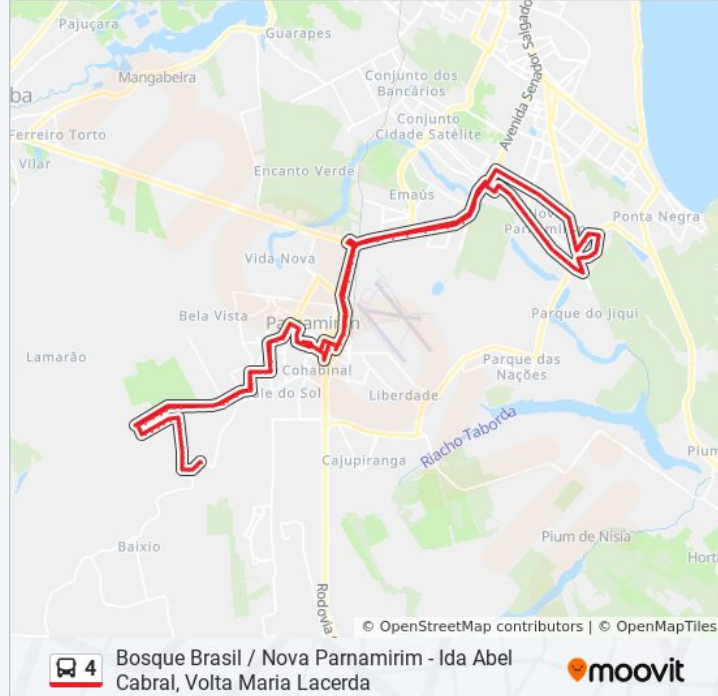 Pajuçara
Guarapes
Mangabeira
Conjunto dos
Bancários
Avenida Senador Salgado
ba
Ferreiro Torto
Conjunto
Cidade Satélite
Vilar
Encanto Verde
Emaús
Ponta Negra
Nova
Parnamirim
Vida Nova
Bela Vista
Parnamirim
Parque do Jiqui
Lamarão
Cohabinal
Parque das
Nações
ale do Sol
Liberdade
Riacho Taborda
Cajupiranga
Pium
Pium de Nísia
Baixio
Horti
Rodovia
© OpenStreetMap contributors | © OpenMapTiles
4
Bosque Brasil / Nova Parnamirim - Ida Abel
Cabral, Volta Maria Lacerda
moovit